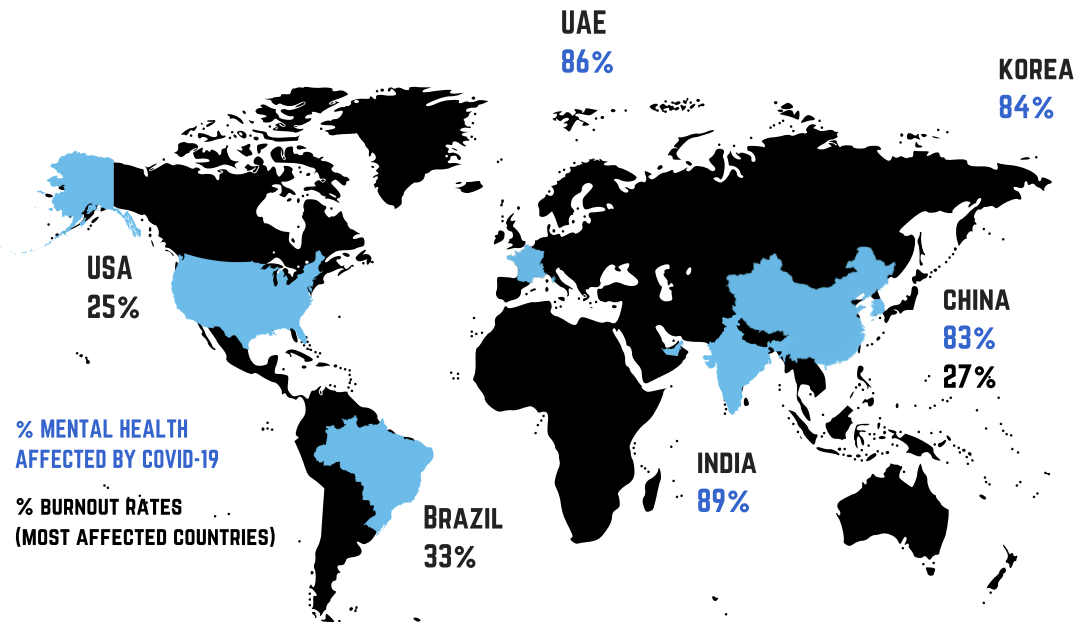 UAE
86%
KOREA
84%
USA
25%
CHINA
83%
27%
% MENTAL HEALTH
AFFECTED BY COVID-19
% BURNOUT RATES
(MOST AFFECTED COUNTRIES)
INDIA
89%
BRAZIL
33%